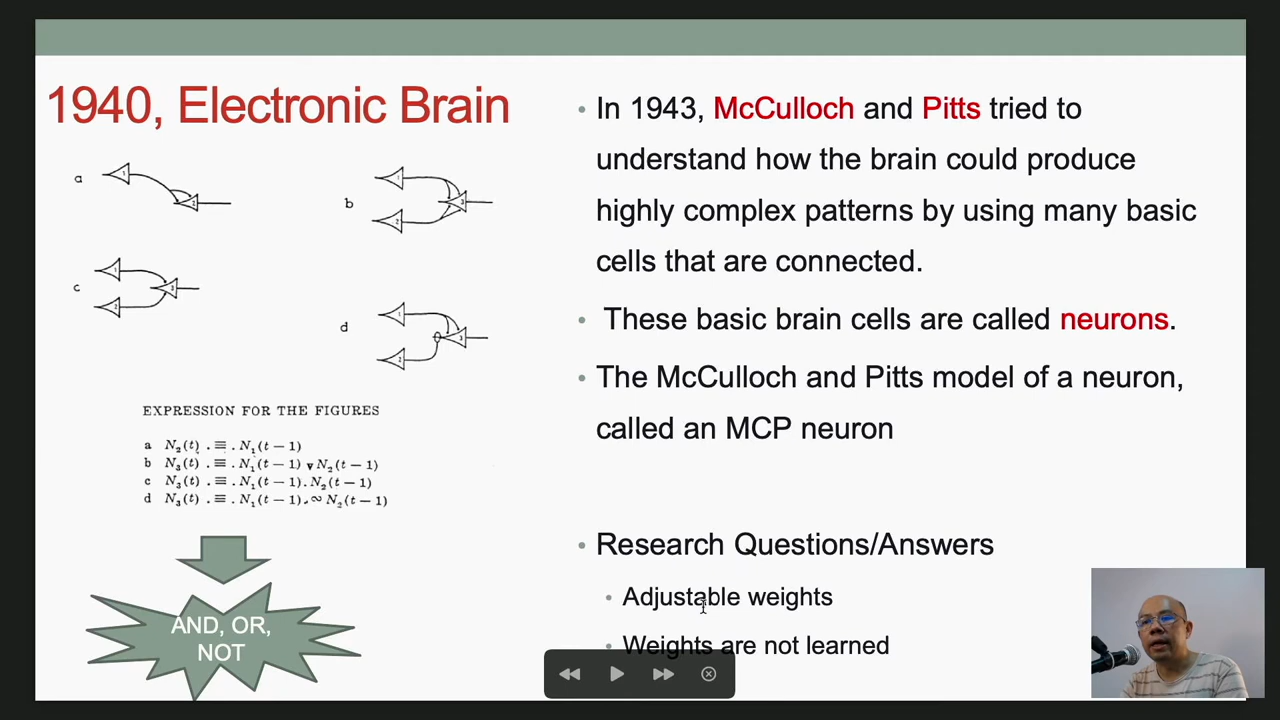 1940, Electronic Brain
a
b
c
d
EXPRESSION FOR THE FIGURES
a N₂(t) . ≡ . N₁(t − 1)
b N₃(t) . ≡ . N₁(t − 1) ∨ N₂(t − 1)
c N₃(t) . ≡ . N₁(t − 1) . N₂(t − 1)
d N₃(t) . ≡ . N₁(t − 1) . ∾ N₂(t − 1)
AND, OR,
NOT
• In 1943, McCulloch and Pitts tried to
understand how the brain could produce
highly complex patterns by using many basic
cells that are connected.
• These basic brain cells are called neurons.
• The McCulloch and Pitts model of a neuron,
called an MCP neuron
• Research Questions/Answers
• Adjustable weights
• Weights are not learned